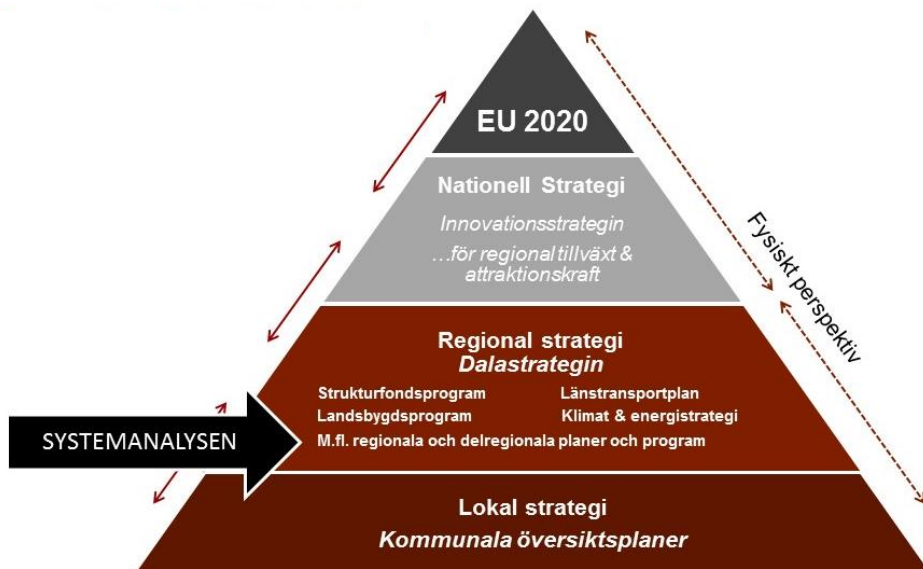 EU 2020
Nationell Strategi
Innovationsstrategin
...för regional tillväxt &
attraktionskraft
Fysiskt perspektiv
Regional strategi
Dalastrategin
Strukturfondsprogram
Länstransportplan
Landsbygdsprogram
Klimat & energistrategi
M.fl. regionala och delregionala planer och program
SYSTEMANALYSEN
Lokal strategi
Kommunala översiktsplaner